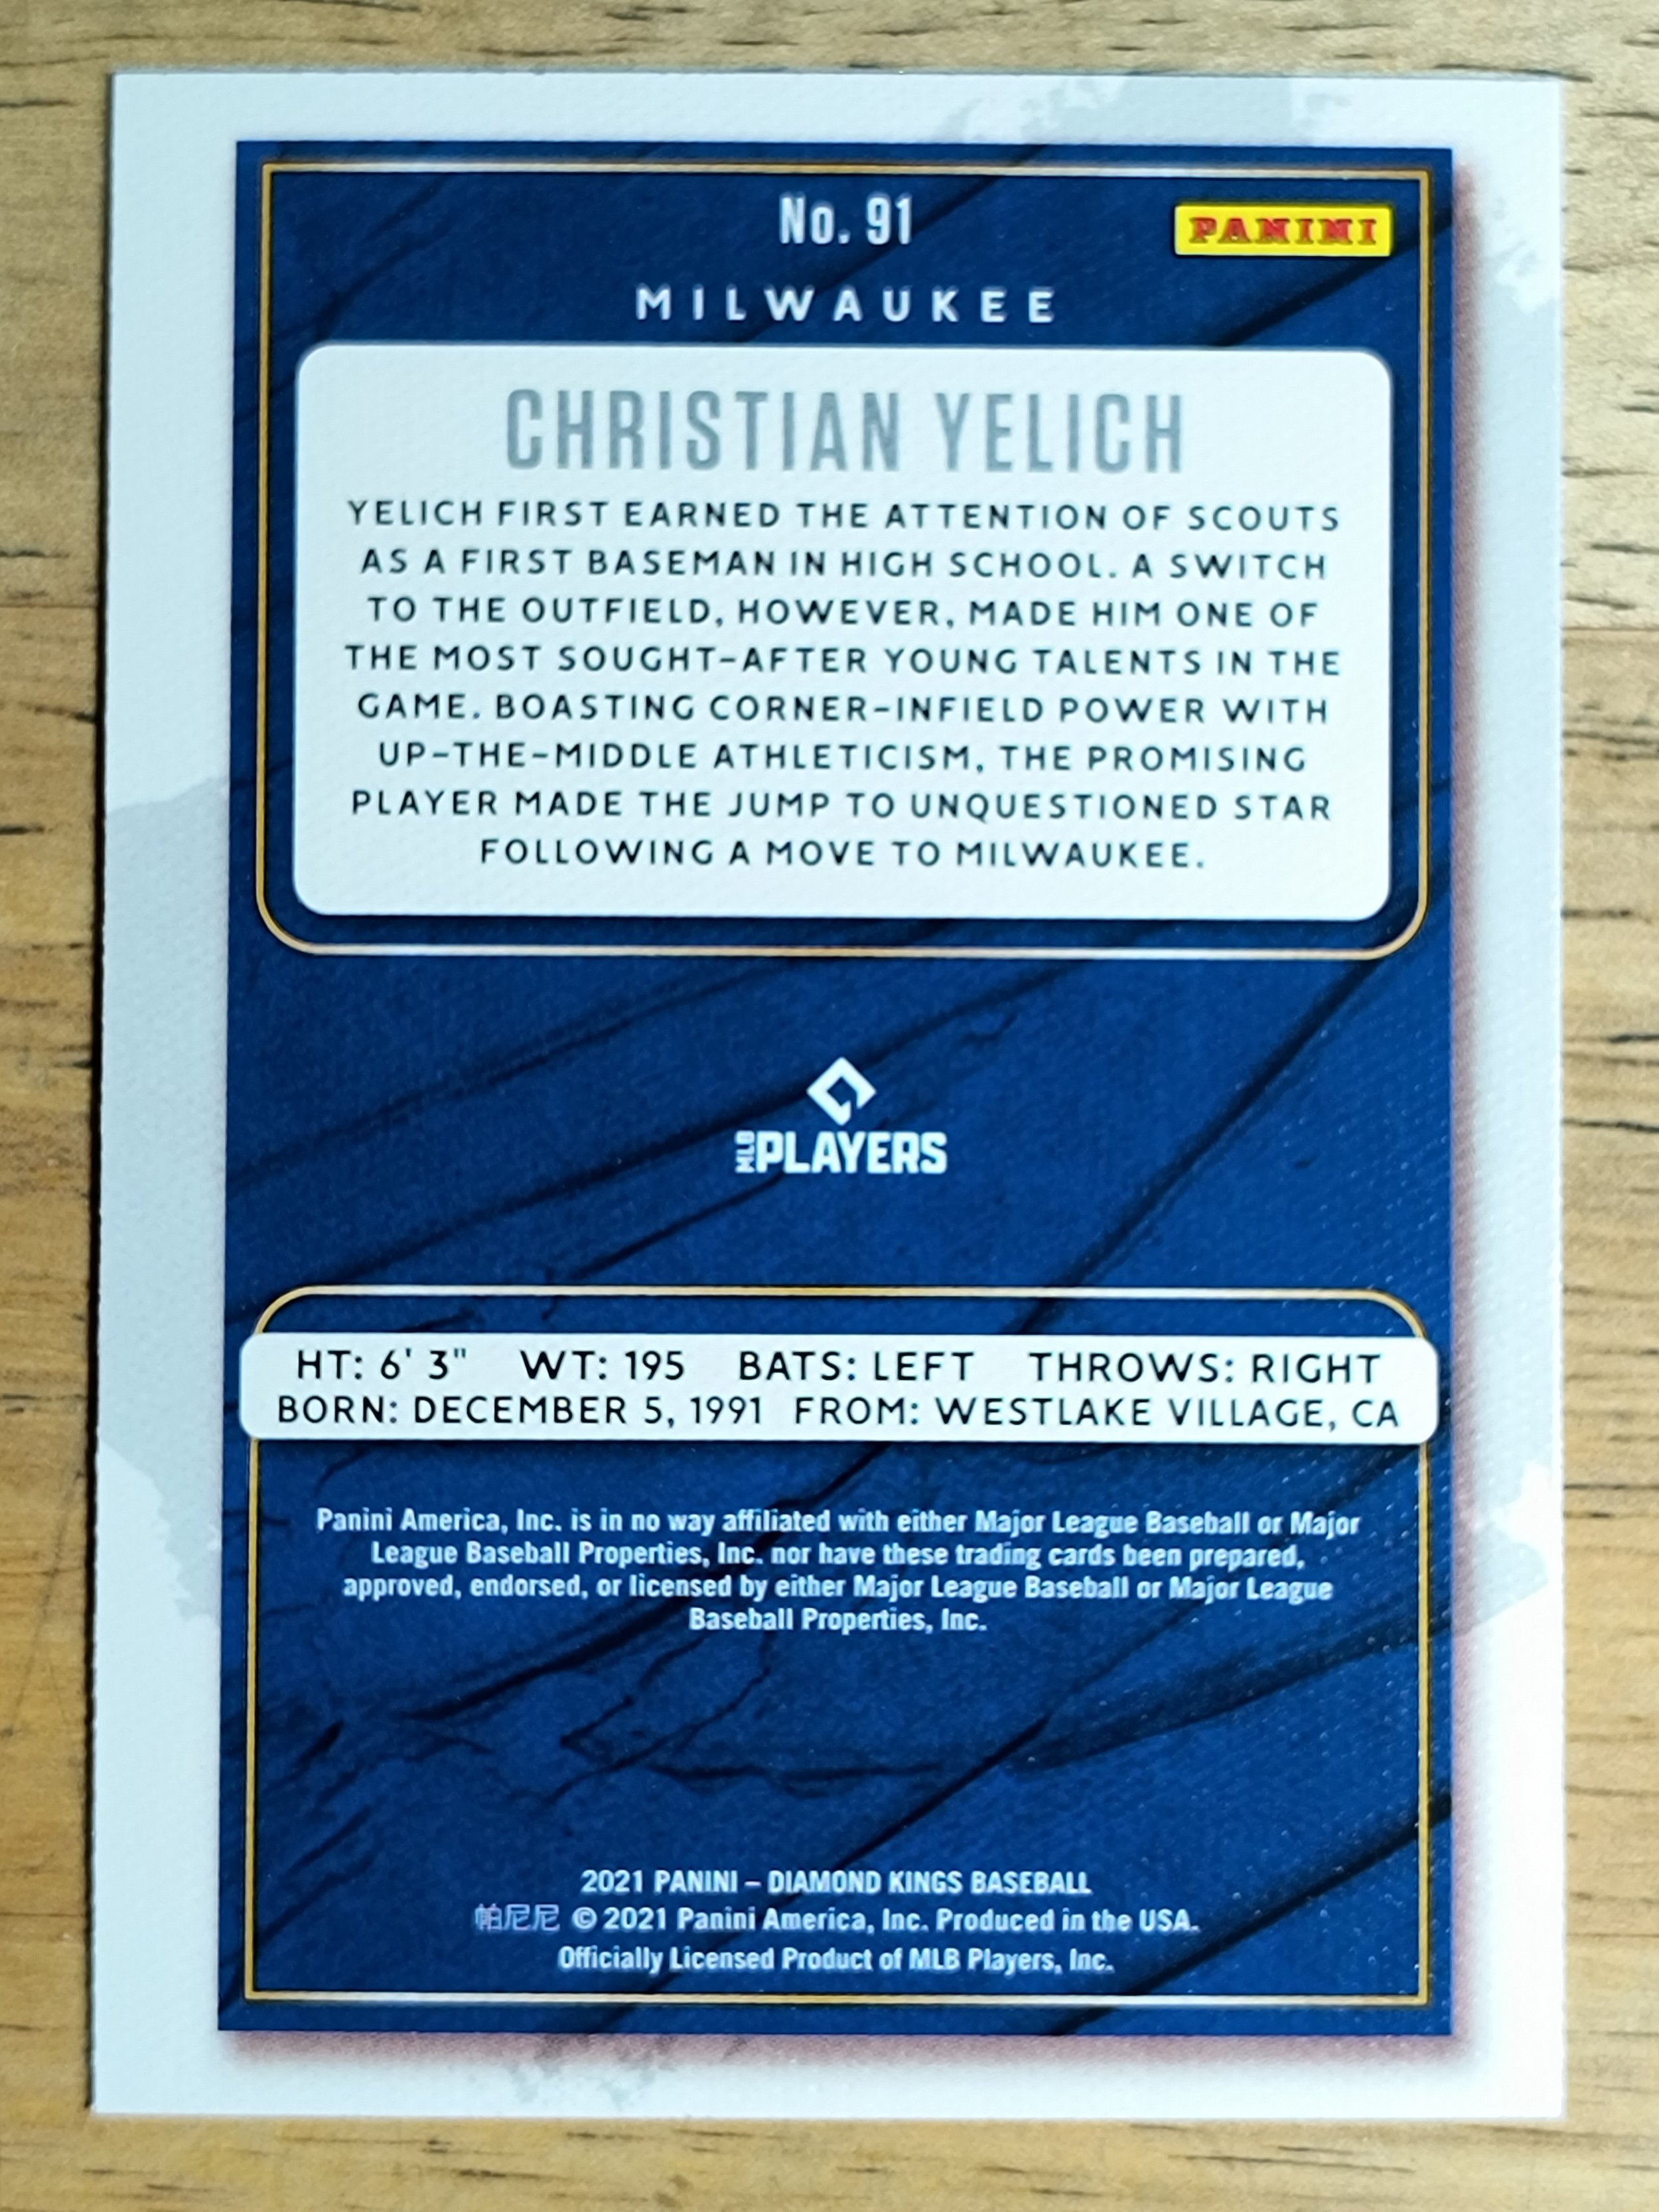 No. 91
PANINI
MILWAUKEE
CHRISTIAN YELICH
YELICH FIRST EARNED THE ATTENTION OF SCOUTS
AS A FIRST BASEMAN IN HIGH SCHOOL. A SWITCH
TO THE OUTFIELD, HOWEVER, MADE HIM ONE OF
THE MOST SOUGHT-AFTER YOUNG TALENTS IN THE
GAME. BOASTING CORNER-INFIELD POWER WITH
UP-THE-MIDDLE ATHLETICISM, THE PROMISING
PLAYER MADE THE JUMP TO UNQUESTIONED STAR
FOLLOWING A MOVE TO MILWAUKEE.
MLB PLAYERS
HT: 6' 3" WT: 195 BATS: LEFT THROWS: RIGHT
BORN: DECEMBER 5, 1991 FROM: WESTLAKE VILLAGE, CA
Panini America, Inc. is in no way affiliated with either Major League Baseball or Major
League Baseball Properties, Inc. nor have these trading cards been prepared,
approved, endorsed, or licensed by either Major League Baseball or Major League
Baseball Properties, Inc.
2021 PANINI – DIAMOND KINGS BASEBALL
帕尼尼 © 2021 Panini America, Inc. Produced in the USA.
Officially Licensed Product of MLB Players, Inc.